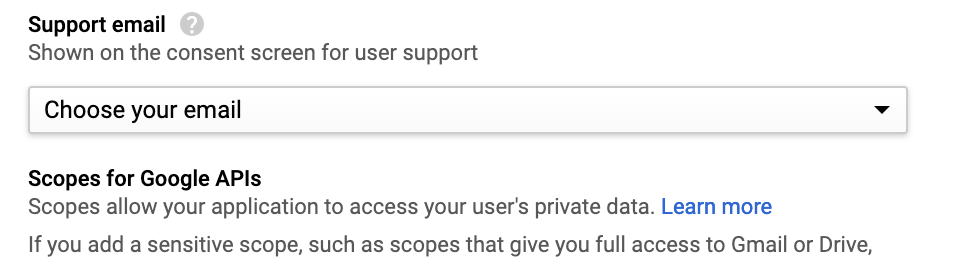 Support email ?
Shown on the consent screen for user support
Choose your email
Scopes for Google APIs
Scopes allow your application to access your user's private data. Learn more
If you add a sensitive scope, such as scopes that give you full access to Gmail or Drive,